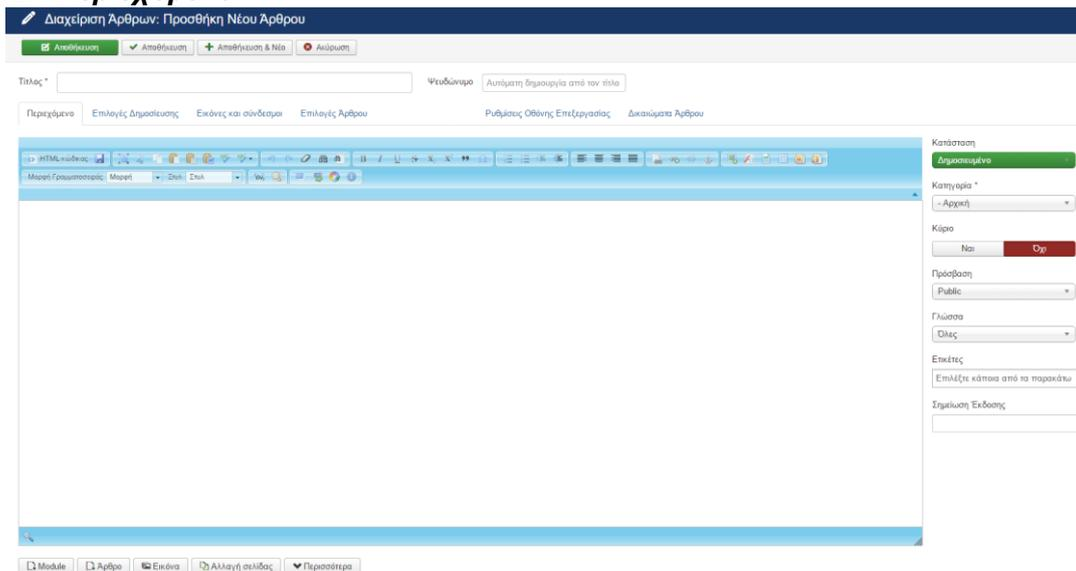 Διαχείριση Άρθρων: Προσθήκη Νέου Άρθρου
Αποθήκευση Αποθήκευση Αποθήκευση & Νέο Ακύρωση
Τίτλος * Ψευδώνυμο Αυτόματη δημιουργία από τον τίτλο
Περιεχόμενο Επιλογές Δημοσίευσης Εικόνες και σύνδεσμοι Επιλογές Άρθρου Ρυθμίσεις Οθόνης Επεξεργασίας Δικαιώματα Άρθρου
Κατάσταση
HTML κώδικας
Δημοσιευμένο
Μορφή Γραμματοσειράς Μορφή Στυλ Στυλ
Κατηγορία *
- Αρχική
Κύριο
Ναι Όχι
Πρόσβαση
Public
Γλώσσα
Όλες
Ετικέτες
Επιλέξτε κάποια από τα παρακάτω
Σημείωση Έκδοσης
Module Άρθρο Εικόνα Αλλαγή σελίδας Περισσότερα